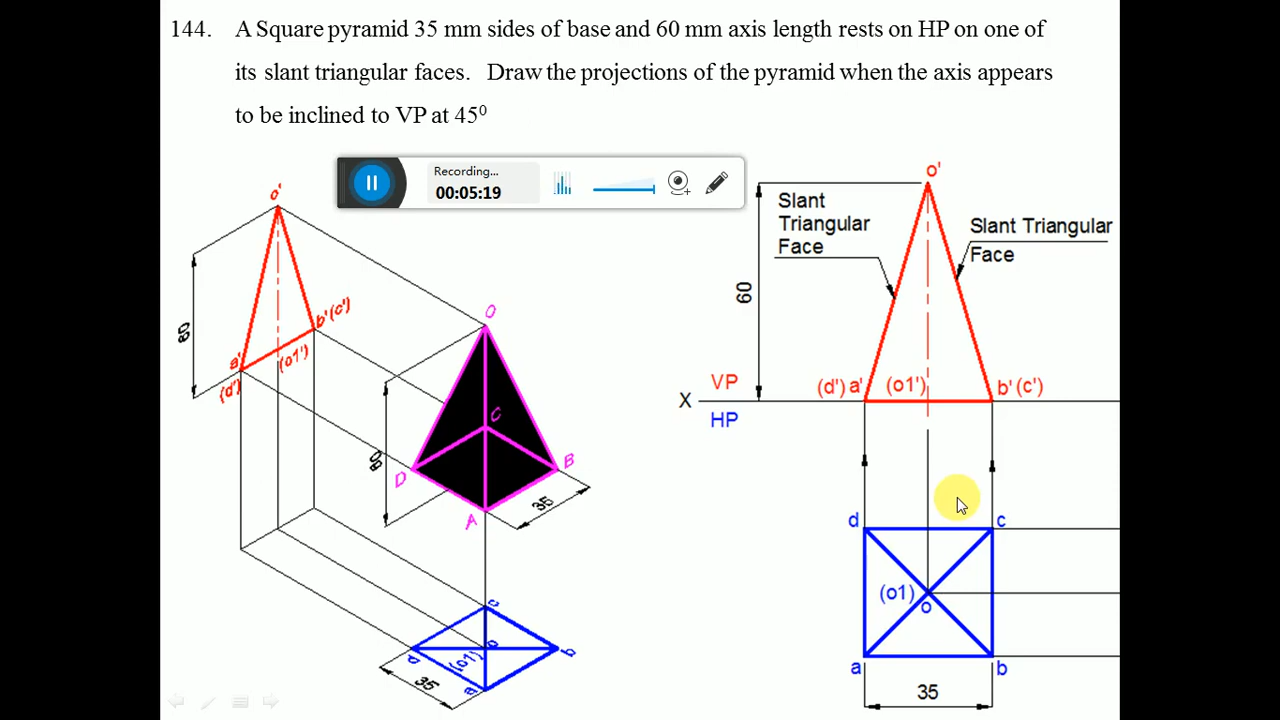 144. A Square pyramid 35 mm sides of base and 60 mm axis length rests on HP on one of
its slant triangular faces. Draw the projections of the pyramid when the axis appears
to be inclined to VP at 45⁰
Recording...
00:05:19
o'
b'(c')
a'
(o1')
(d')
60
O
C
D
B
A
60
35
c
d
o
b
(o1)
a
35
o'
Slant
Triangular
Face
Slant Triangular
Face
60
VP
(d') a' (o1') b' (c')
X
HP
d c
(o1)
o
a b
35